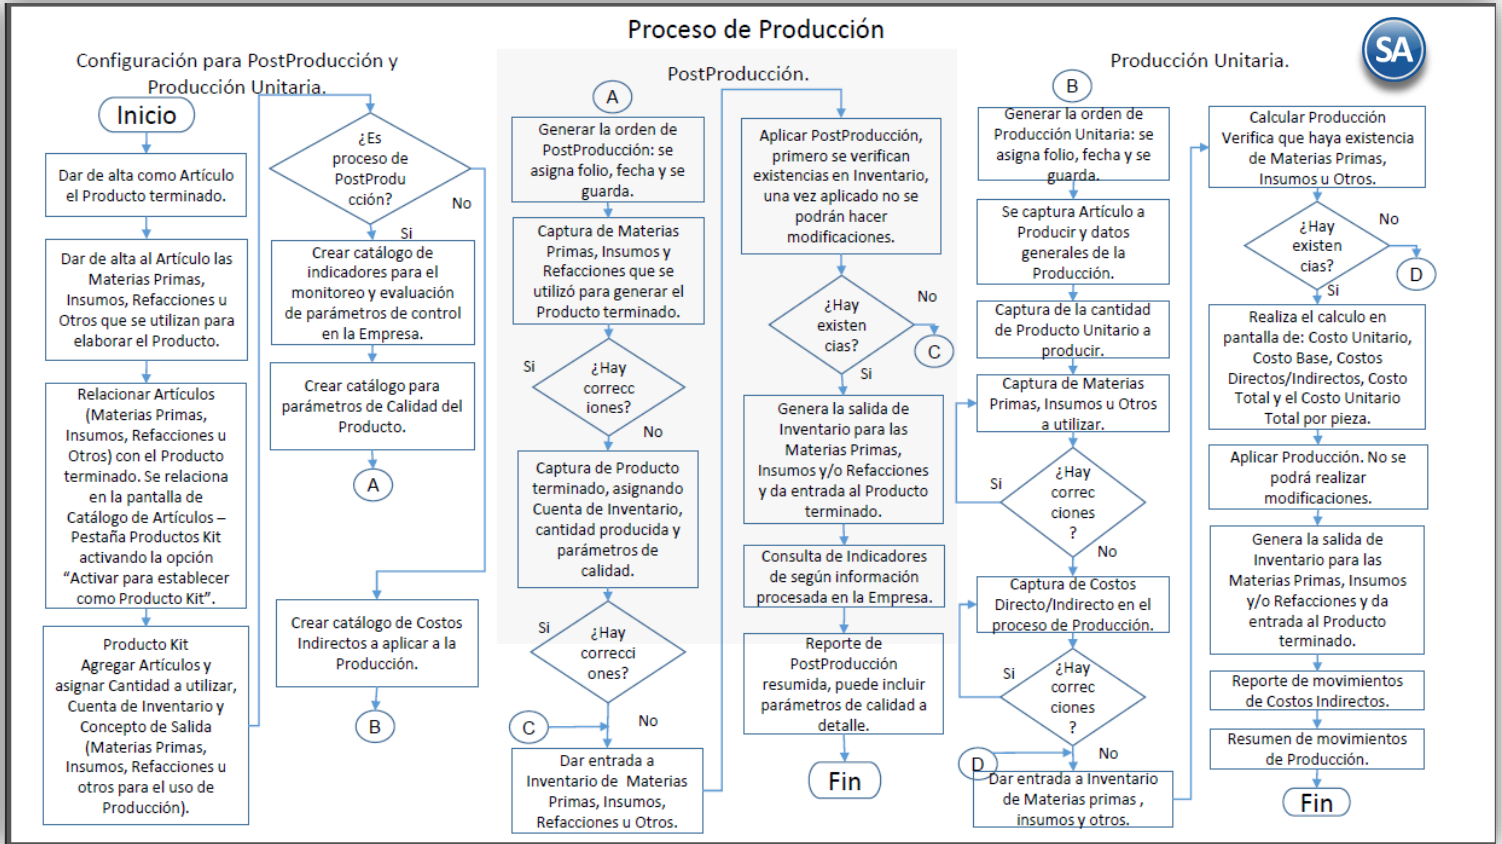 Proceso de Producción
SA
Configuración para PostProducción y
Producción Unitaria.
Inicio
Dar de alta como Artículo
el Producto terminado.
Dar de alta al Artículo las
Materias Primas,
Insumos, Refacciones u
Otros que se utilizan para
elaborar el Producto.
Relacionar Artículos
(Materias Primas,
Insumos, Refacciones u
Otros) con el Producto
terminado. Se relaciona
en la pantalla de
Catálogo de Artículos –
Pestaña Productos Kit
activando la opción
“Activar para establecer
como Producto Kit”.
Producto Kit
Agregar Artículos y
asignar Cantidad a utilizar,
Cuenta de Inventario y
Concepto de Salida
(Materias Primas,
Insumos, Refacciones u
otros para el uso de
Producción).
¿Es
proceso de
PostProdu
cción?
No
Si
Crear catálogo de
indicadores para el
monitoreo y evaluación
de parámetros de control
en la Empresa.
Crear catálogo para
parámetros de Calidad del
Producto.
A
Crear catálogo de Costos
Indirectos a aplicar a la
Producción.
B
PostProducción.
A
Generar la orden de
PostProducción: se
asigna folio, fecha y se
guarda.
Captura de Materias
Primas, Insumos y
Refacciones que se
utilizó para generar el
Producto terminado.
Si
¿Hay
correcc
iones?
No
Captura de Producto
terminado, asignando
Cuenta de Inventario,
cantidad producida y
parámetros de
calidad.
Si
¿Hay
correcci
ones?
No
C
Dar entrada a
Inventario de Materias
Primas, Insumos,
Refacciones u Otros.
Aplicar PostProducción,
primero se verifican
existencias en Inventario,
una vez aplicado no se
podrán hacer
modificaciones.
¿Hay
existen
cias?
No
C
Si
Genera la salida de
Inventario para las
Materias Primas,
Insumos y/o Refacciones
y da entrada al Producto
terminado.
Consulta de Indicadores
de según información
procesada en la Empresa.
Reporte de
PostProducción
resumida, puede incluir
parámetros de calidad a
detalle.
Fin
Producción Unitaria.
B
Generar la orden de
Producción Unitaria: se
asigna folio, fecha y se
guarda.
Se captura Artículo a
Producir y datos
generales de la
Producción.
Captura de la cantidad
de Producto Unitario a
producir.
Captura de Materias
Primas, Insumos u Otros
a utilizar.
Si
¿Hay
correc
ciones
?
No
Captura de Costos
Directo/Indirecto en el
proceso de Producción.
Si
¿Hay
correc
ciones
?
No
D
Dar entrada a Inventario
de Materias primas ,
insumos y otros.
Calcular Producción
Verifica que haya existencia
de Materias Primas,
Insumos u Otros.
¿Hay
existen
cias?
No
D
Si
Realiza el calculo en
pantalla de: Costo Unitario,
Costo Base, Costos
Directos/Indirectos, Costo
Total y el Costo Unitario
Total por pieza.
Aplicar Producción. No se
podrá realizar
modificaciones.
Genera la salida de
Inventario para las
Materias Primas, Insumos
y/o Refacciones y da
entrada al Producto
terminado.
Reporte de movimientos
de Costos Indirectos.
Resumen de movimientos
de Producción.
Fin